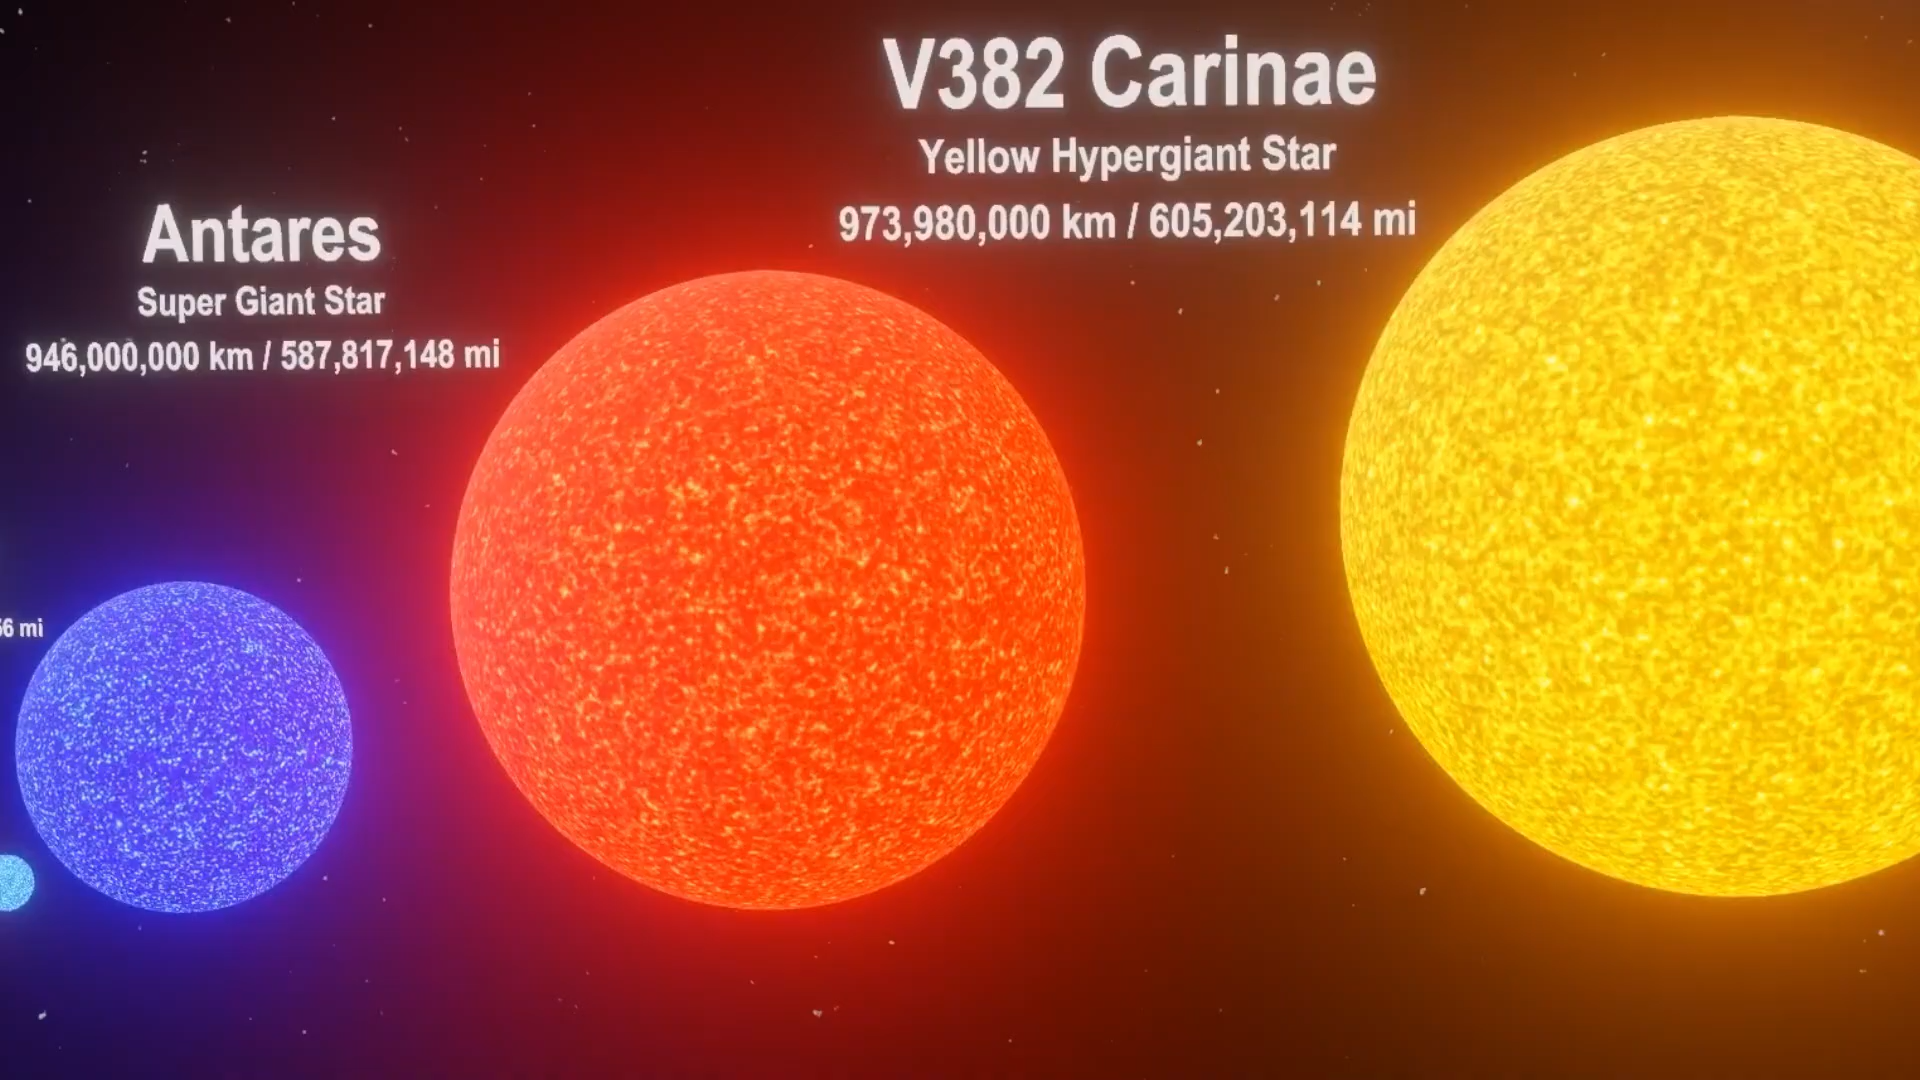 Antares
Super Giant Star
946,000,000 km / 587,817,148 mi
V382 Carinae
Yellow Hypergiant Star
973,980,000 km / 605,203,114 mi
mi